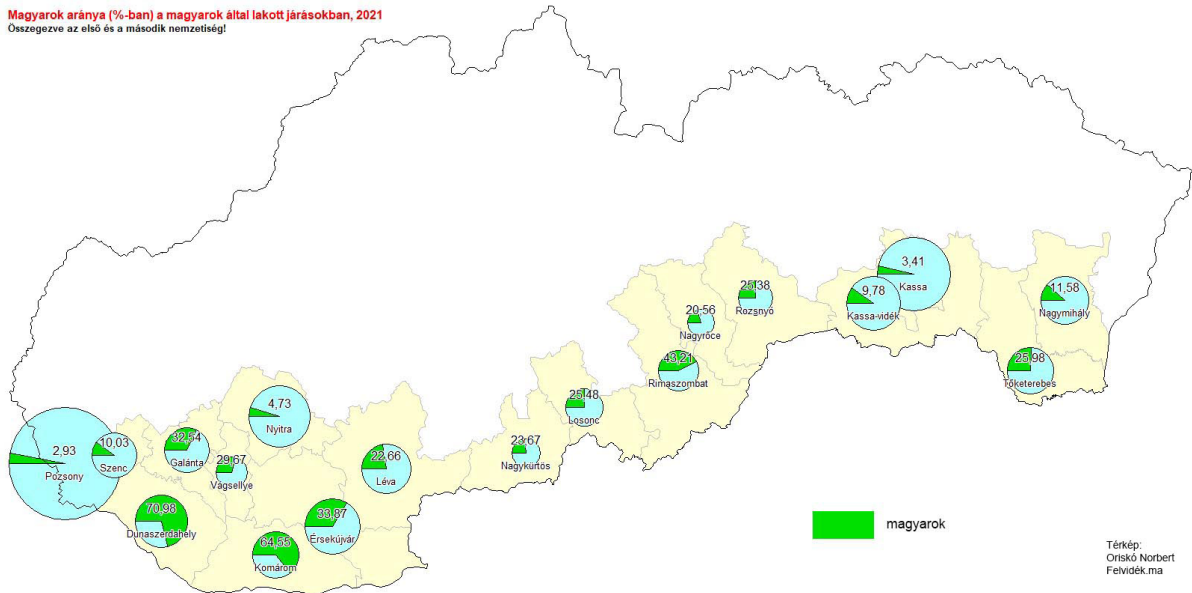 Magyarok aránya (%-ban) a magyarok által lakott járásokban, 2021
Összegezve az első és a második nemzetiség!
3,41
Kassa
9,78
Kassa-vidék
11,58
Nagymihály
25,38
Rozsnyó
20,56
Nagyrőce
43,21
Rimaszombat
25,98
Tőketerebes
25,48
Losonc
4,73
Nyitra
2,93
Pozsony
10,03
Szenc
32,54
Galánta
29,67
Vágsellye
22,66
Léva
23,67
Nagykürtös
70,98
Dunaszerdahely
33,87
Érsekújvár
64,55
Komárom
magyarok
Térkép:
Oriskó Norbert
Felvidék.ma